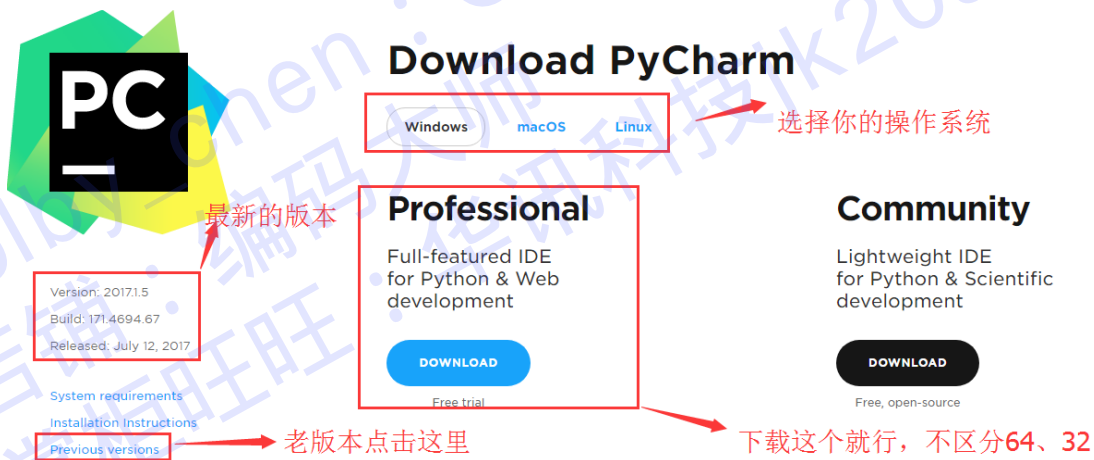 PC
Download PyCharm
Windows
macOS
Linux
选择你的操作系统
最新的版本
Version: 2017.1.5
Build: 171.4694.67
Released: July 12, 2017
System requirements
Installation Instructions
Previous versions
老版本点击这里
Professional
Full-featured IDE
for Python & Web
development
DOWNLOAD
Free trial
下载这个就行，不区分64、32
Community
Lightweight IDE
for Python & Scientific
development
DOWNLOAD
Free, open-source